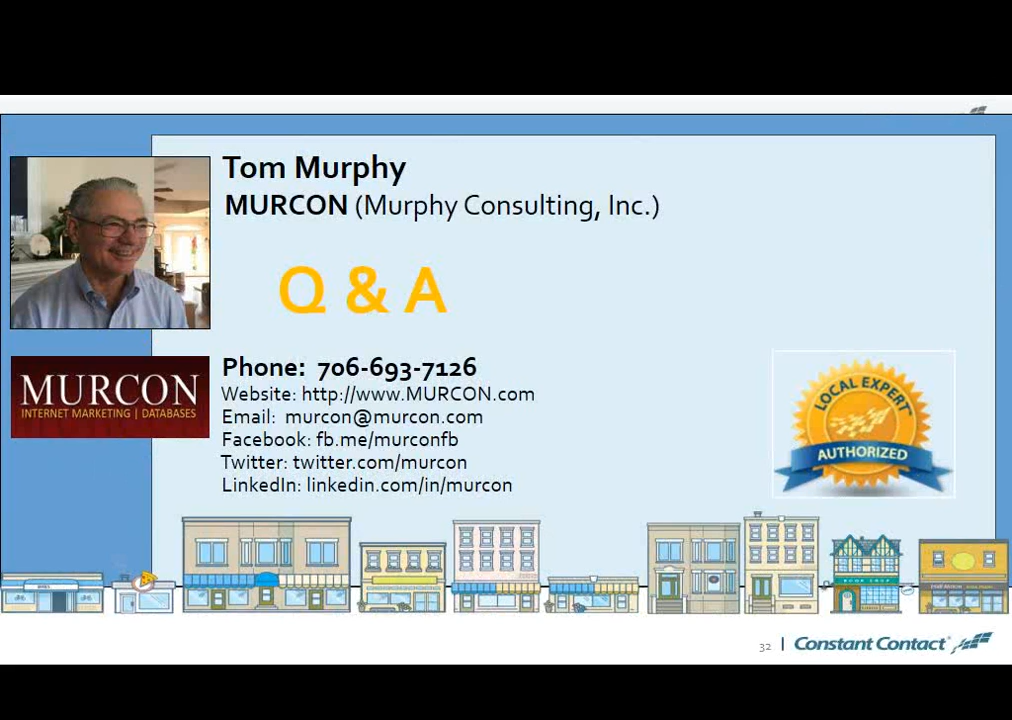 Tom Murphy
MURCON (Murphy Consulting, Inc.)
Q & A
MURCON
INTERNET MARKETING | DATABASES
Phone: 706-693-7126
Website: http://www.MURCON.com
Email: murcon@murcon.com
Facebook: fb.me/murconfb
Twitter: twitter.com/murcon
LinkedIn: linkedin.com/in/murcon
LOCAL EXPERT
AUTHORIZED
BOOK SHOP
32 | Constant Contact®